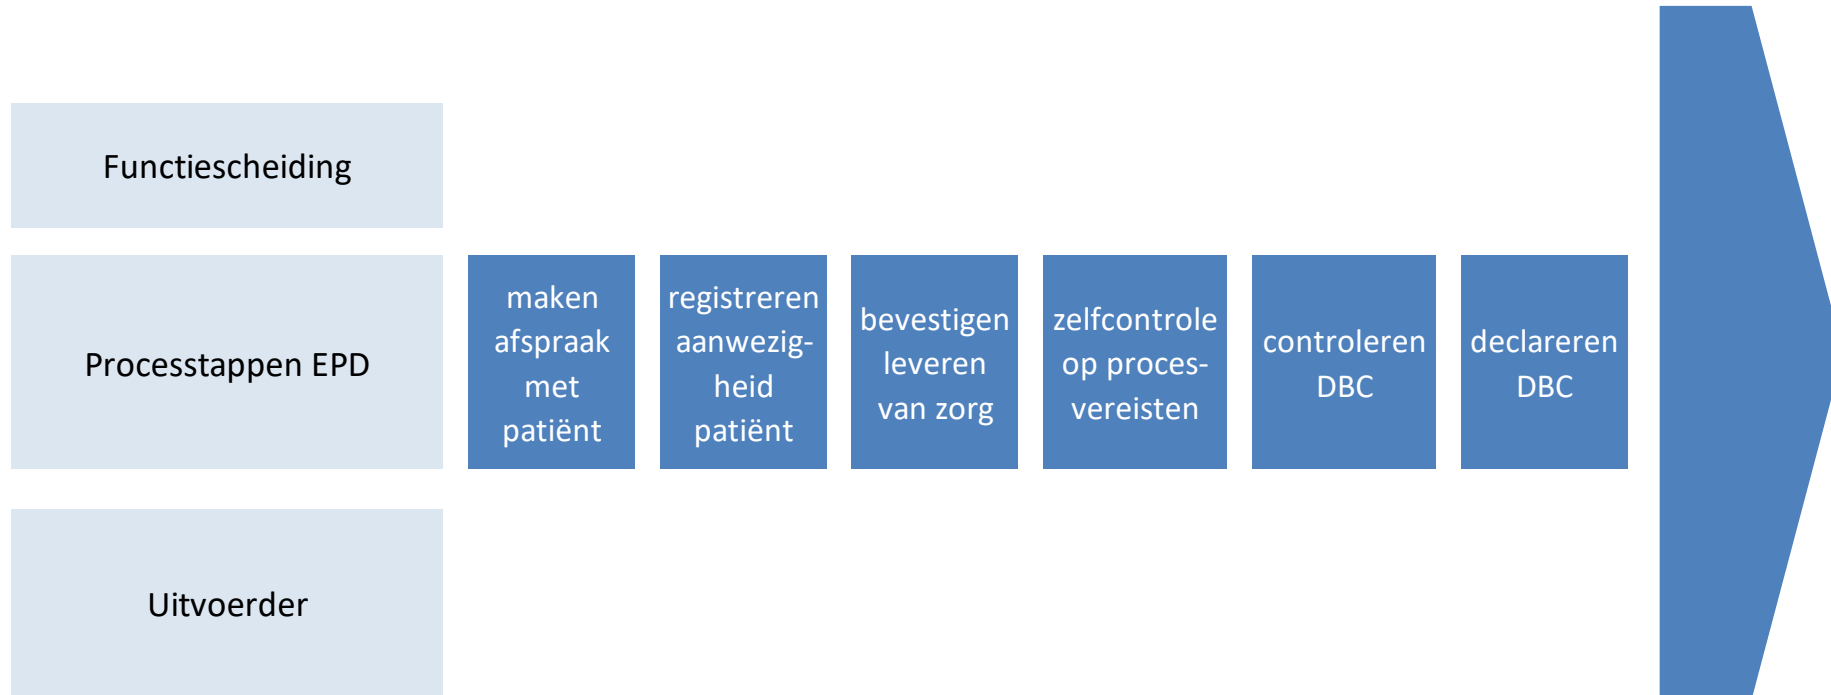 Functiescheiding
Processtappen EPD
maken
afspraak
met
patiënt
registreren
aanwezig-
heid
patiënt
bevestigen
leveren
van zorg
zelfcontrole
op proces-
vereisten
controleren
DBC
declareren
DBC
Uitvoerder